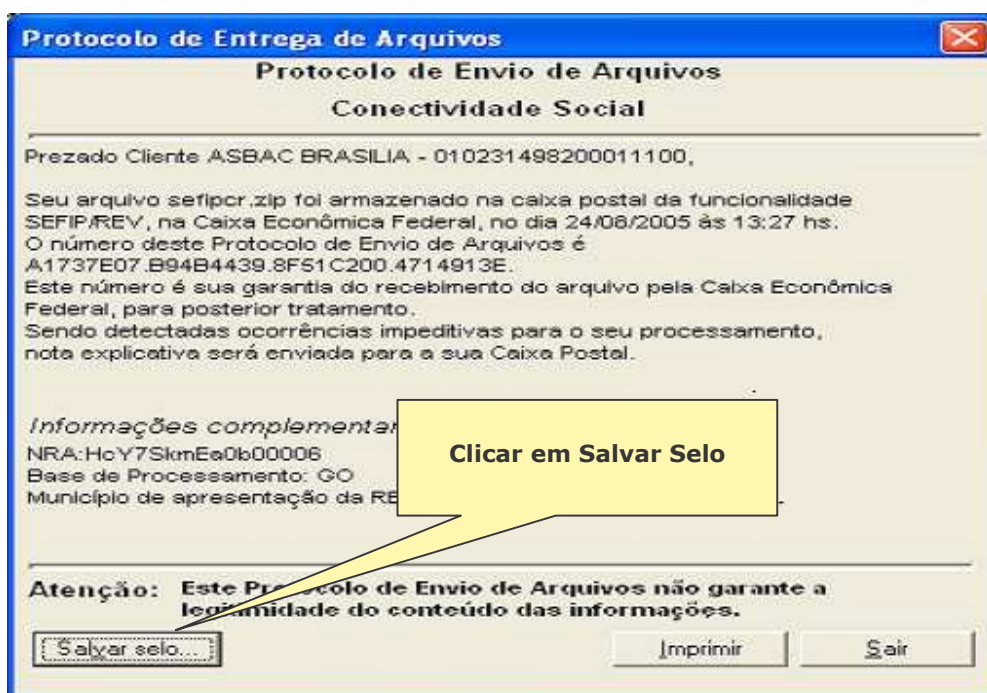 Protocolo de Entrega de Arquivos
Protocolo de Envio de Arquivos
Conectividade Social
Prezado Cliente ASBAC BRASILIA - 010231498200011100,
Seu arquivo sefipcr.zip foi armazenado na caixa postal da funcionalidade
SEFIP/REV, na Caixa Econômica Federal, no dia 24/08/2005 às 13:27 hs.
O número deste Protocolo de Envio de Arquivos é
A1737E07.B94B4439.8F51C200.4714913E.
Este número é sua garantia do recebimento do arquivo pela Caixa Econômica
Federal, para posterior tratamento.
Sendo detectadas ocorrências impeditivas para o seu processamento,
nota explicativa será enviada para a sua Caixa Postal.
Informações complementar
NRA:HcY7SkmEa0b00006
Base de Processamento: GO
Município de apresentação da RE
Clicar em Salvar Selo
Atenção: Este Protocolo de Envio de Arquivos não garante a
legitimidade do conteúdo das informações.
Salvar selo...
Imprimir
Sair